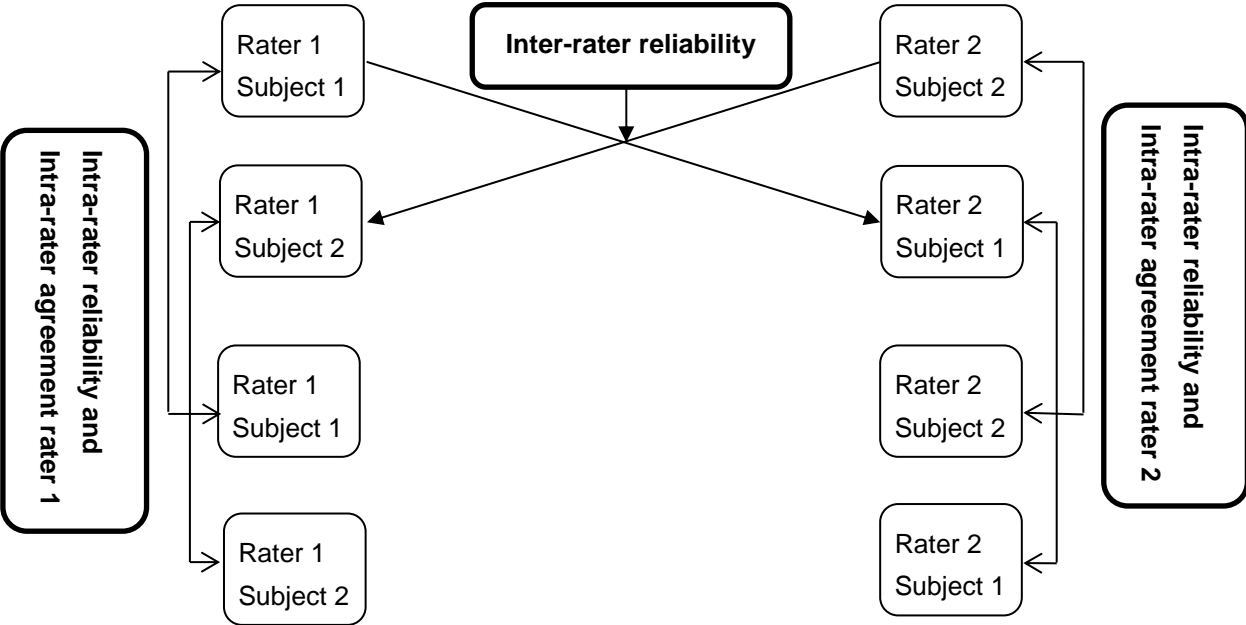 Inter-rater reliability
Intra-rater reliability and
Intra-rater agreement rater 1
Rater 1
Subject 1
Rater 1
Subject 2
Rater 1
Subject 1
Rater 1
Subject 2
Rater 2
Subject 2
Rater 2
Subject 1
Rater 2
Subject 2
Rater 2
Subject 1
Intra-rater reliability and
Intra-rater agreement rater 2